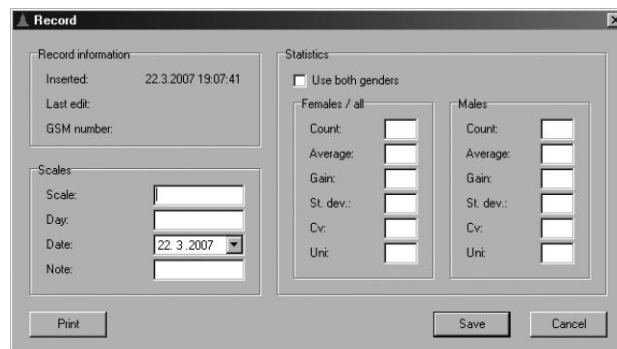 Record
Record information
Inserted: 22.3.2007 19:07:41
Last edit:
GSM number:
Scales
Scale:
Day:
Date: 22. 3 .2007
Note:
Statistics
Use both genders
Females / all
Count:
Average:
Gain:
St. dev.:
Cv:
Uni:
Males
Count:
Average:
Gain:
St. dev.:
Cv:
Uni:
Print
Save
Cancel